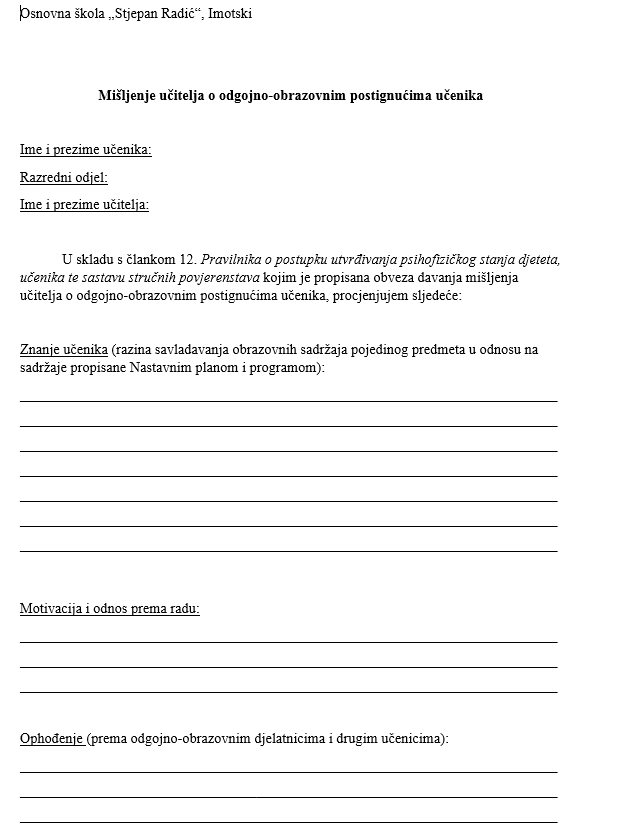 Osnovna škola „Stjepan Radić“, Imotski
Mišljenje učitelja o odgojno-obrazovnim postignućima učenika
Ime i prezime učenika:
Razredni odjel:
Ime i prezime učitelja:
U skladu s člankom 12. Pravilnika o postupku utvrđivanja psihofizičkog stanja djeteta,
učenika te sastavu stručnih povjerenstava kojim je propisana obveza davanja mišljenja
učitelja o odgojno-obrazovnim postignućima učenika, procjenjujem sljedeće:
Znanje učenika (razina savladavanja obrazovnih sadržaja pojedinog predmeta u odnosu na
sadržaje propisane Nastavnim planom i programom):
Motivacija i odnos prema radu:
Ophođenje (prema odgojno-obrazovnim djelatnicima i drugim učenicima):